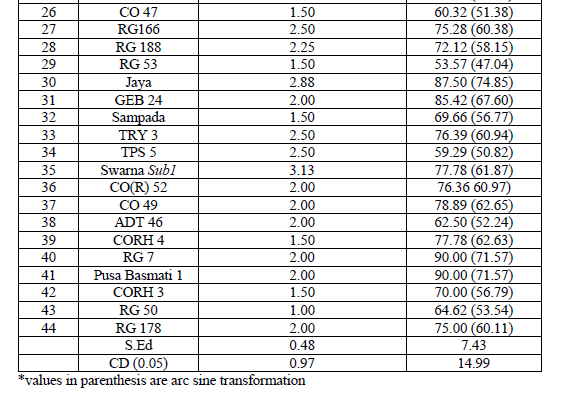 26 CO 47 1.50 60.32 (51.38)
27 RG166 2.50 75.28 (60.38)
28 RG 188 2.25 72.12 (58.15)
29 RG 53 1.50 53.57 (47.04)
30 Jaya 2.88 87.50 (74.85)
31 GEB 24 2.00 85.42 (67.60)
32 Sampada 1.50 69.66 (56.77)
33 TRY 3 2.50 76.39 (60.94)
34 TPS 5 2.50 59.29 (50.82)
35 Swarna Sub1 3.13 77.78 (61.87)
36 CO(R) 52 2.00 76.36 60.97)
37 CO 49 2.00 78.89 (62.65)
38 ADT 46 2.00 62.50 (52.24)
39 CORH 4 1.50 77.78 (62.63)
40 RG 7 2.00 90.00 (71.57)
41 Pusa Basmati 1 2.00 90.00 (71.57)
42 CORH 3 1.50 70.00 (56.79)
43 RG 50 1.00 64.62 (53.54)
44 RG 178 2.00 75.00 (60.11)
S.Ed 0.48 7.43
CD (0.05) 0.97 14.99
*values in parenthesis are arc sine transformation